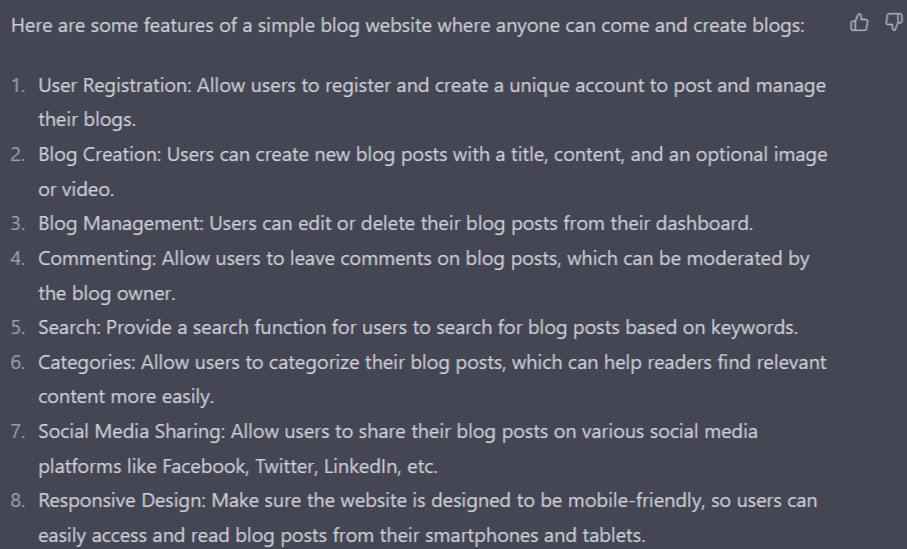 Here are some features of a simple blog website where anyone can come and create blogs:
1. User Registration: Allow users to register and create a unique account to post and manage
their blogs.
2. Blog Creation: Users can create new blog posts with a title, content, and an optional image
or video.
3. Blog Management: Users can edit or delete their blog posts from their dashboard.
4. Commenting: Allow users to leave comments on blog posts, which can be moderated by
the blog owner.
5. Search: Provide a search function for users to search for blog posts based on keywords.
6. Categories: Allow users to categorize their blog posts, which can help readers find relevant
content more easily.
7. Social Media Sharing: Allow users to share their blog posts on various social media
platforms like Facebook, Twitter, LinkedIn, etc.
8. Responsive Design: Make sure the website is designed to be mobile-friendly, so users can
easily access and read blog posts from their smartphones and tablets.